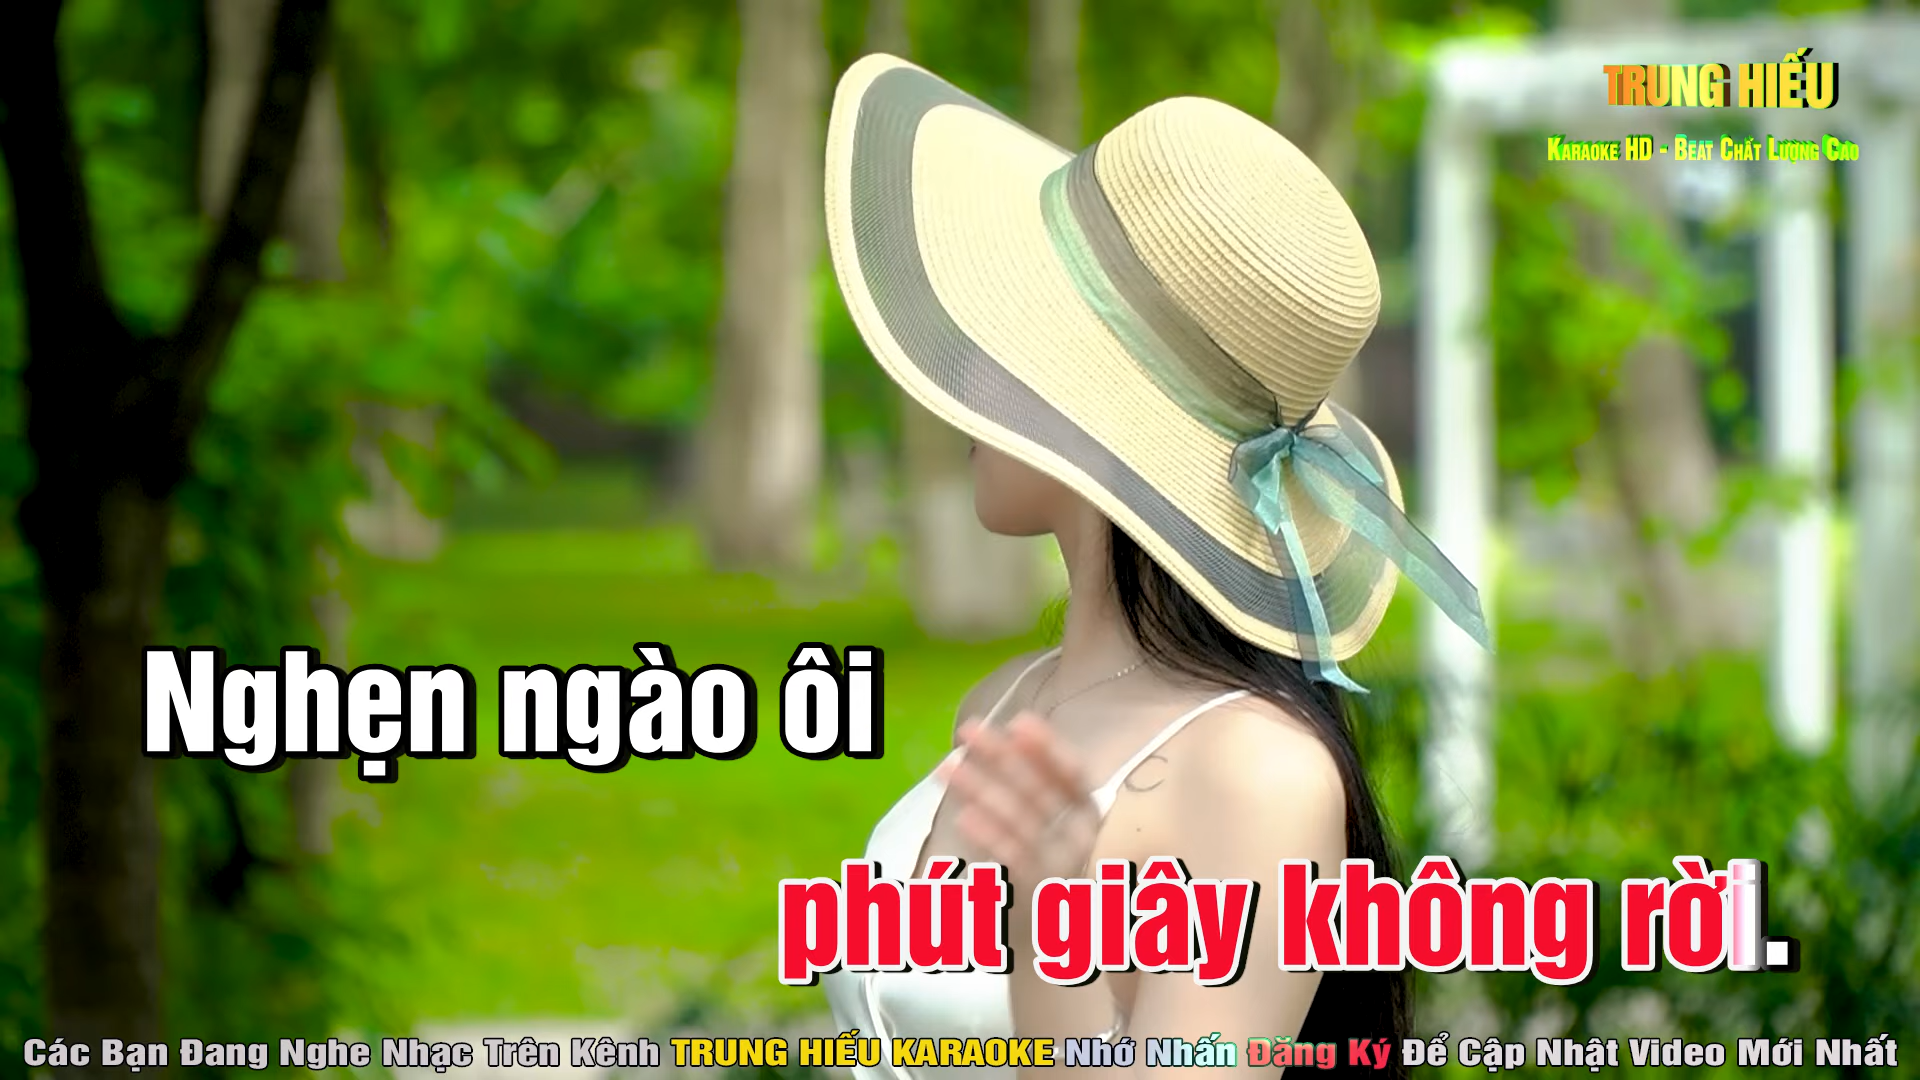 TRUNG HIẾU
Karaoke HD - Beat Chất Lượng Cao
Nghẹn ngào ôi
phút giây không rời.
Các Bạn Đang Nghe Nhạc Trên Kênh TRUNG HIẾU KARAOKE Nhớ Nhấn Đăng Ký Để Cập Nhật Video Mới Nhất